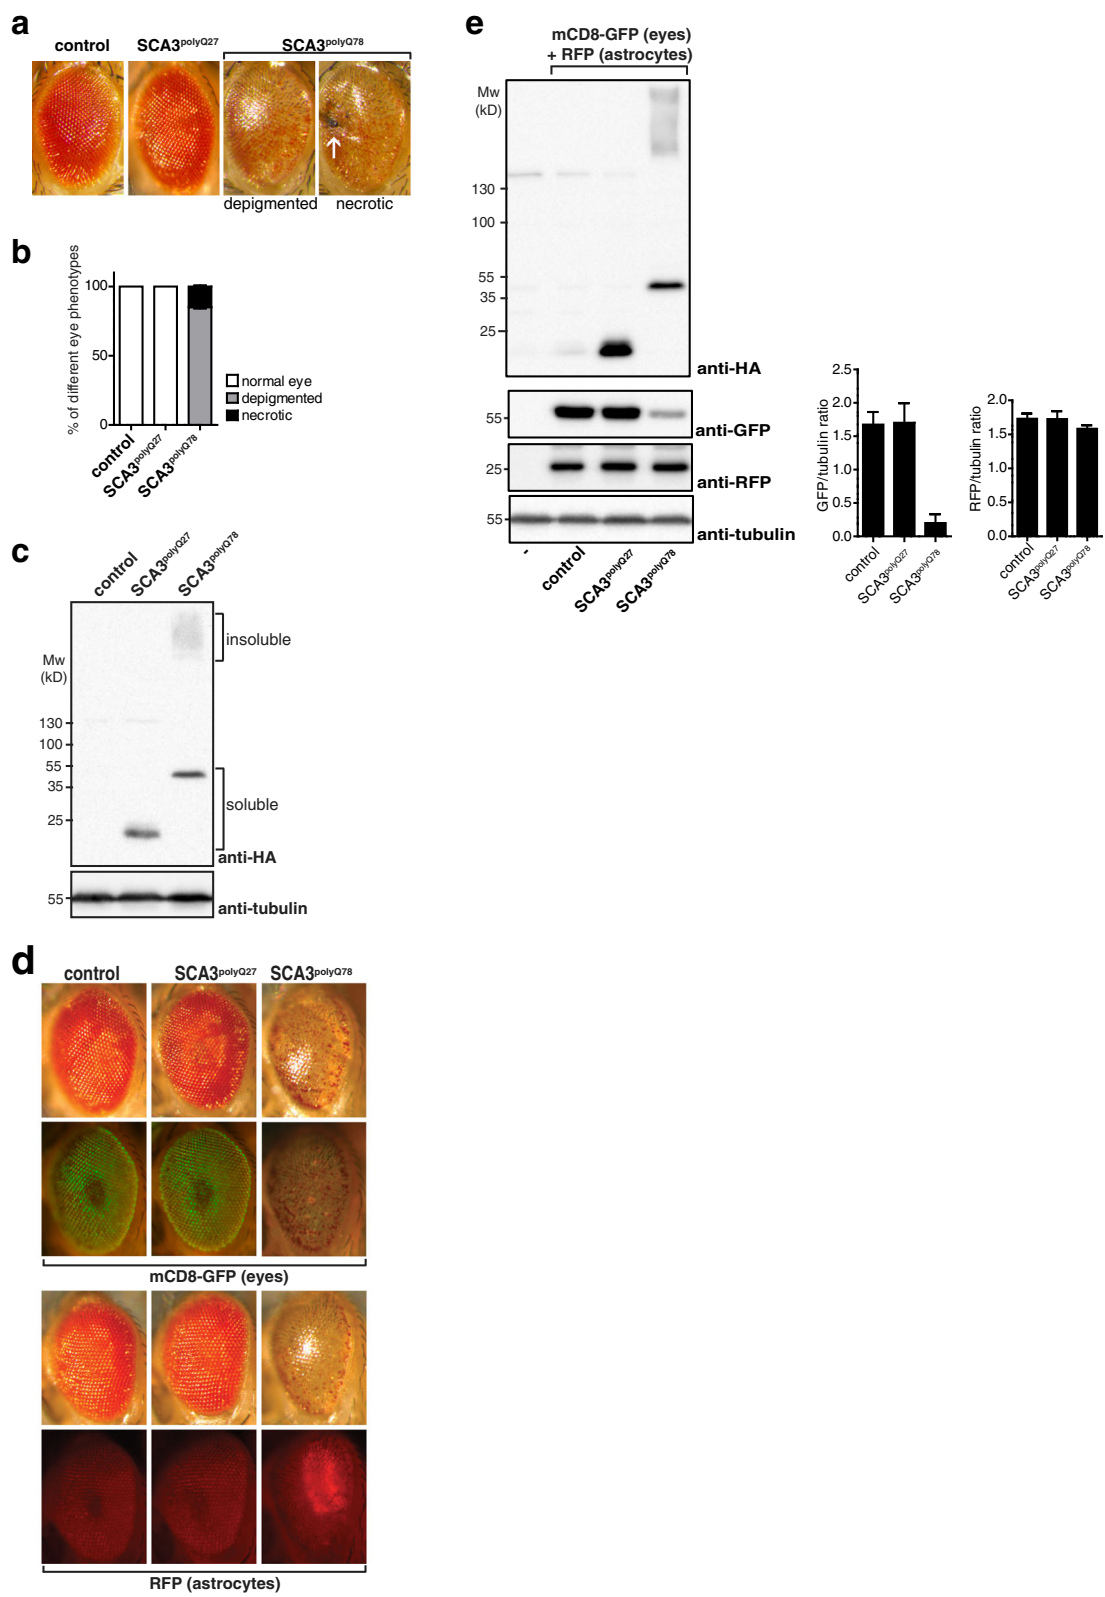 a
control
SCA3polyQ27
SCA3polyQ78
depigmented
necrotic
b
% of different eye phenotypes
100
50
0
control
SCA3polyQ27
SCA3polyQ78
normal eye
depigmented
necrotic
c
control
SCA3polyQ27
SCA3polyQ78
Mw
(kD)
130
100
55
35
25
insoluble
soluble
anti-HA
55
anti-tubulin
d
control
SCA3polyQ27
SCA3polyQ78
mCD8-GFP (eyes)
RFP (astrocytes)
e
mCD8-GFP (eyes)
+ RFP (astrocytes)
Mw
(kD)
130
100
55
35
25
anti-HA
55
anti-GFP
25
anti-RFP
55
anti-tubulin
-
control
SCA3polyQ27
SCA3polyQ78
GFP/tubulin ratio
2.5
2.0
1.5
1.0
0.5
0.0
control
SCA3polyQ27
SCA3polyQ78
RFP/tubulin ratio
2.0
1.5
1.0
0.5
0.0
control
SCA3polyQ27
SCA3polyQ78